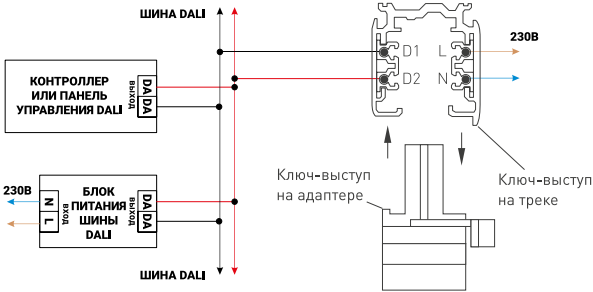 ШИНА DALI
D1
L
230В
D2
N
КОНТРОЛЛЕР
ИЛИ ПАНЕЛЬ
УПРАВЛЕНИЯ DALI
ВЫХОД
DA
DA
Ключ-выступ
на адаптере
Ключ-выступ
на треке
230В
N
L
ВХОД
БЛОК
ПИТАНИЯ
ШИНЫ
DALI
ВЫХОД
DA
DA
ШИНА DALI